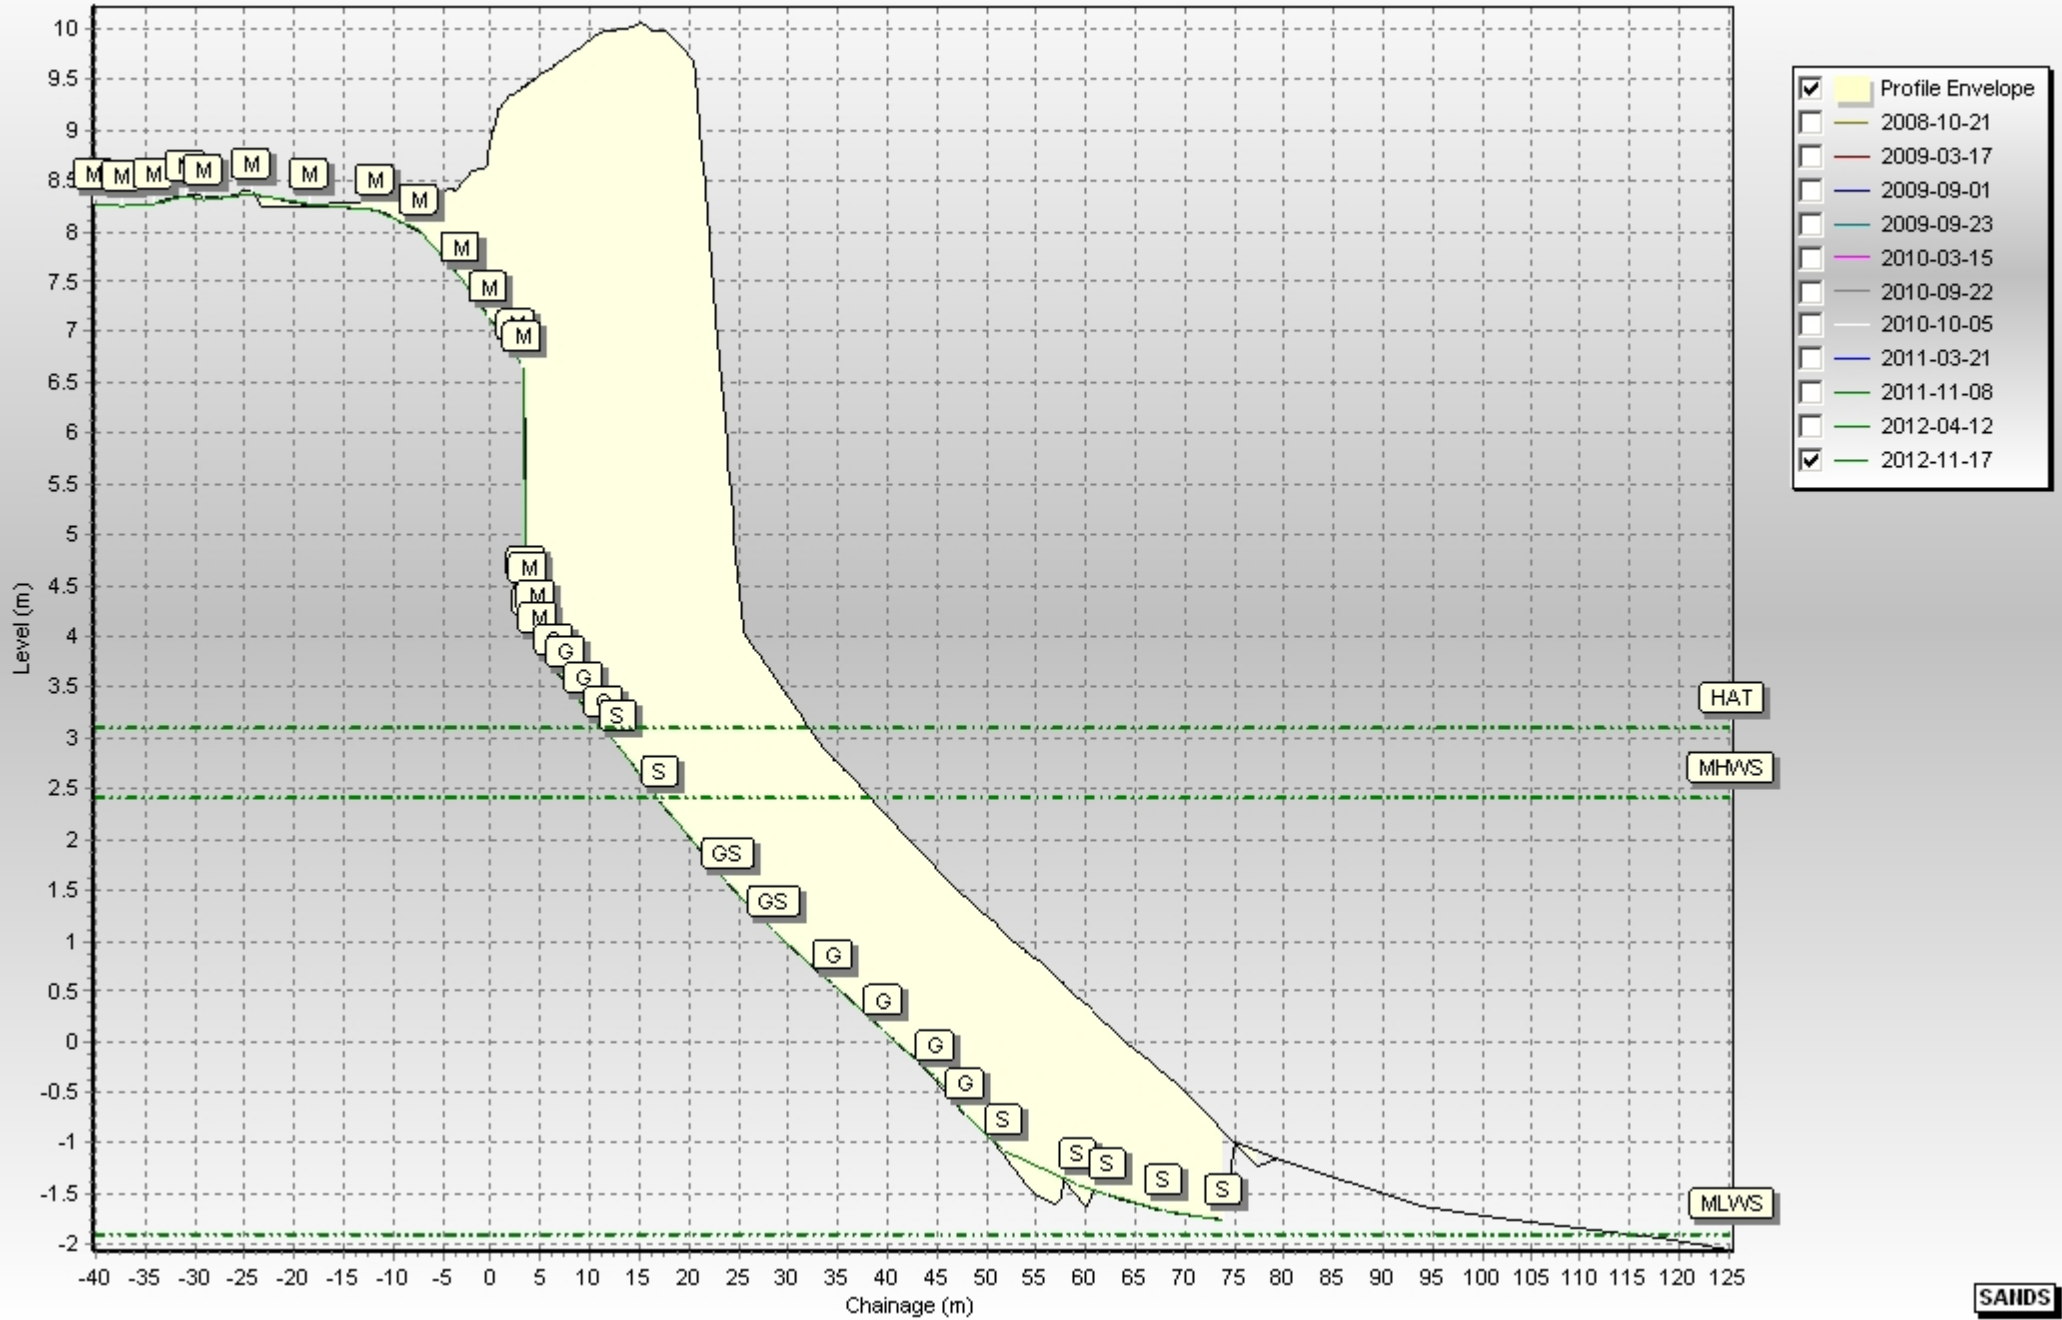 10
9.5
9
8.5
8
7.5
7
6.5
6
5.5
5
4.5
4
3.5
3
2.5
2
1.5
1
0.5
0
-0.5
-1
-1.5
-2
Level (m)
M M M M M M M M M
M
M
M
M
M
M
G
G
S
S
GS
GS
G
G
G
G
S
S
S
S
S
HAT
MHWS
MLWS
-40 -35 -30 -25 -20 -15 -10 -5 0 5 10 15 20 25 30 35 40 45 50 55 60 65 70 75 80 85 90 95 100 105 110 115 120 125
Chainage (m)
Profile Envelope
2008-10-21
2009-03-17
2009-09-01
2009-09-23
2010-03-15
2010-09-22
2010-10-05
2011-03-21
2011-11-08
2012-04-12
2012-11-17
SANDS